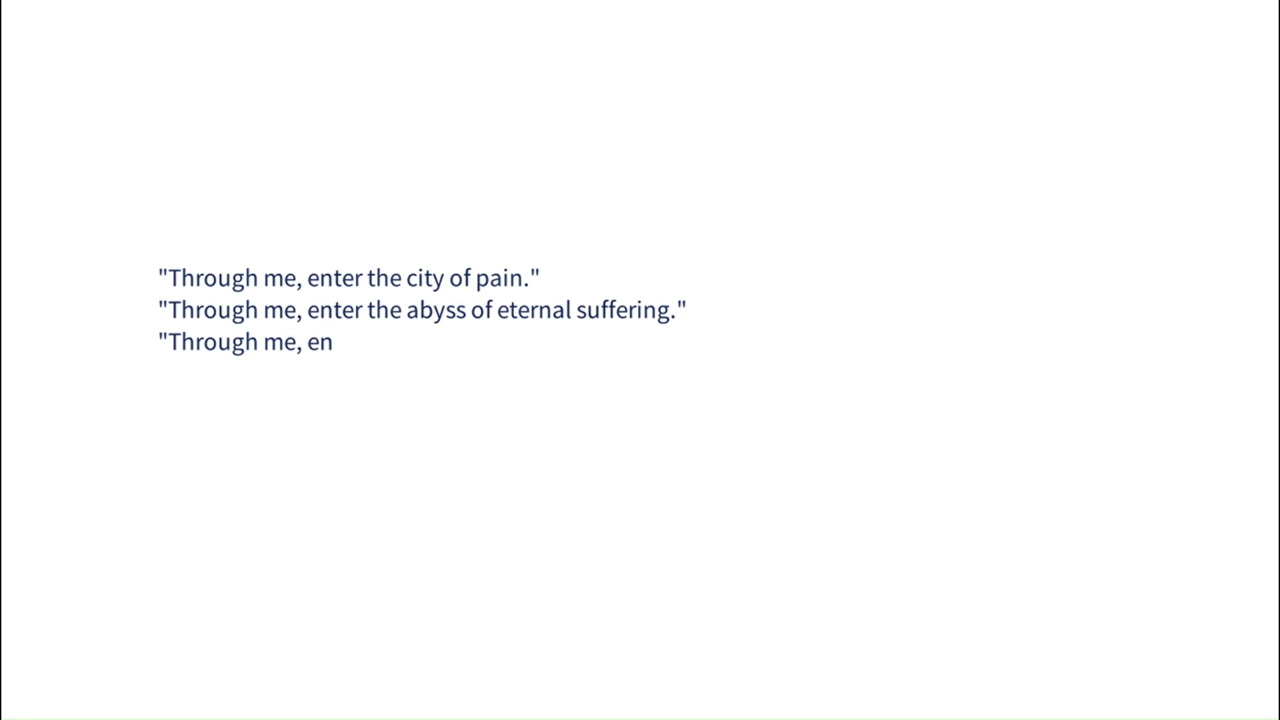 "Through me, enter the city of pain."
"Through me, enter the abyss of eternal suffering."
"Through me, en